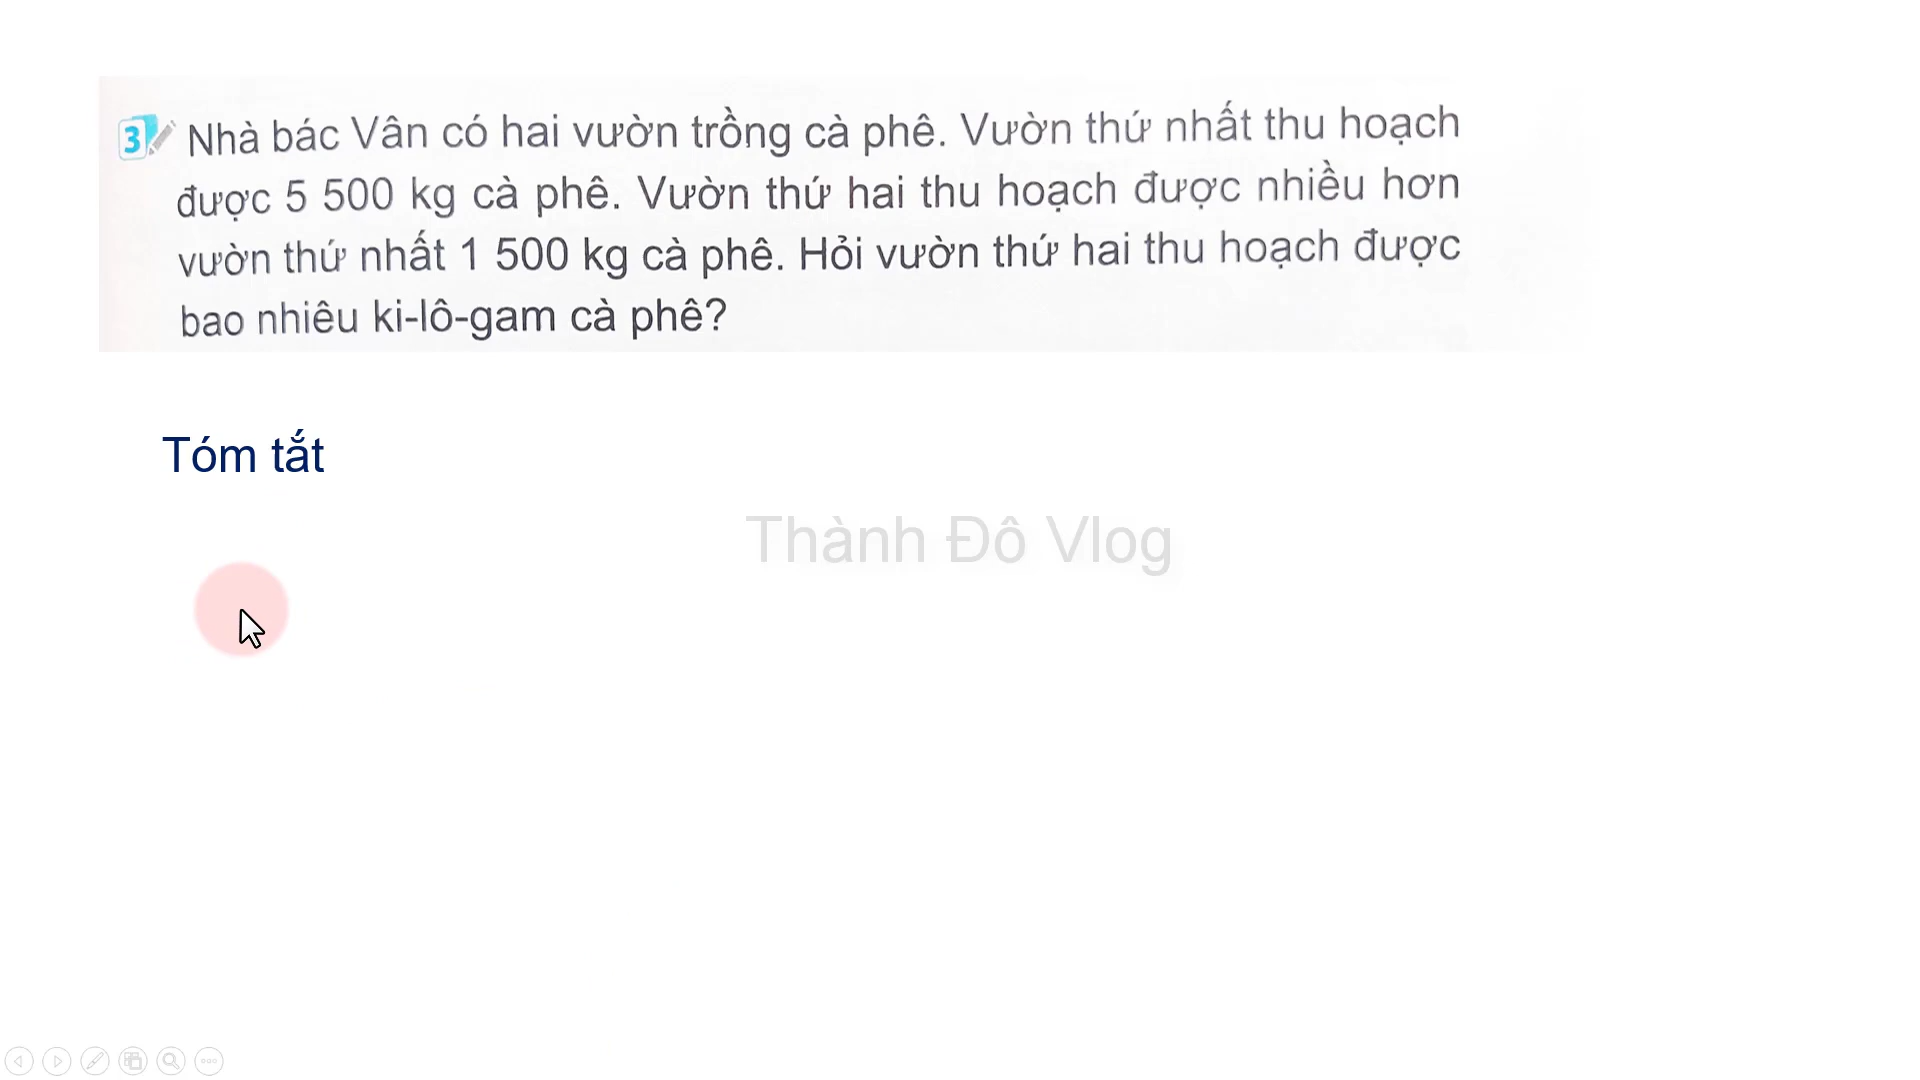 3 Nhà bác Vân có hai vườn trồng cà phê. Vườn thứ nhất thu hoạch
được 5 500 kg cà phê. Vườn thứ hai thu hoạch được nhiều hơn
vườn thứ nhất 1 500 kg cà phê. Hỏi vườn thứ hai thu hoạch được
bao nhiêu ki-lô-gam cà phê?
Tóm tắt
Thành Đô Vlog